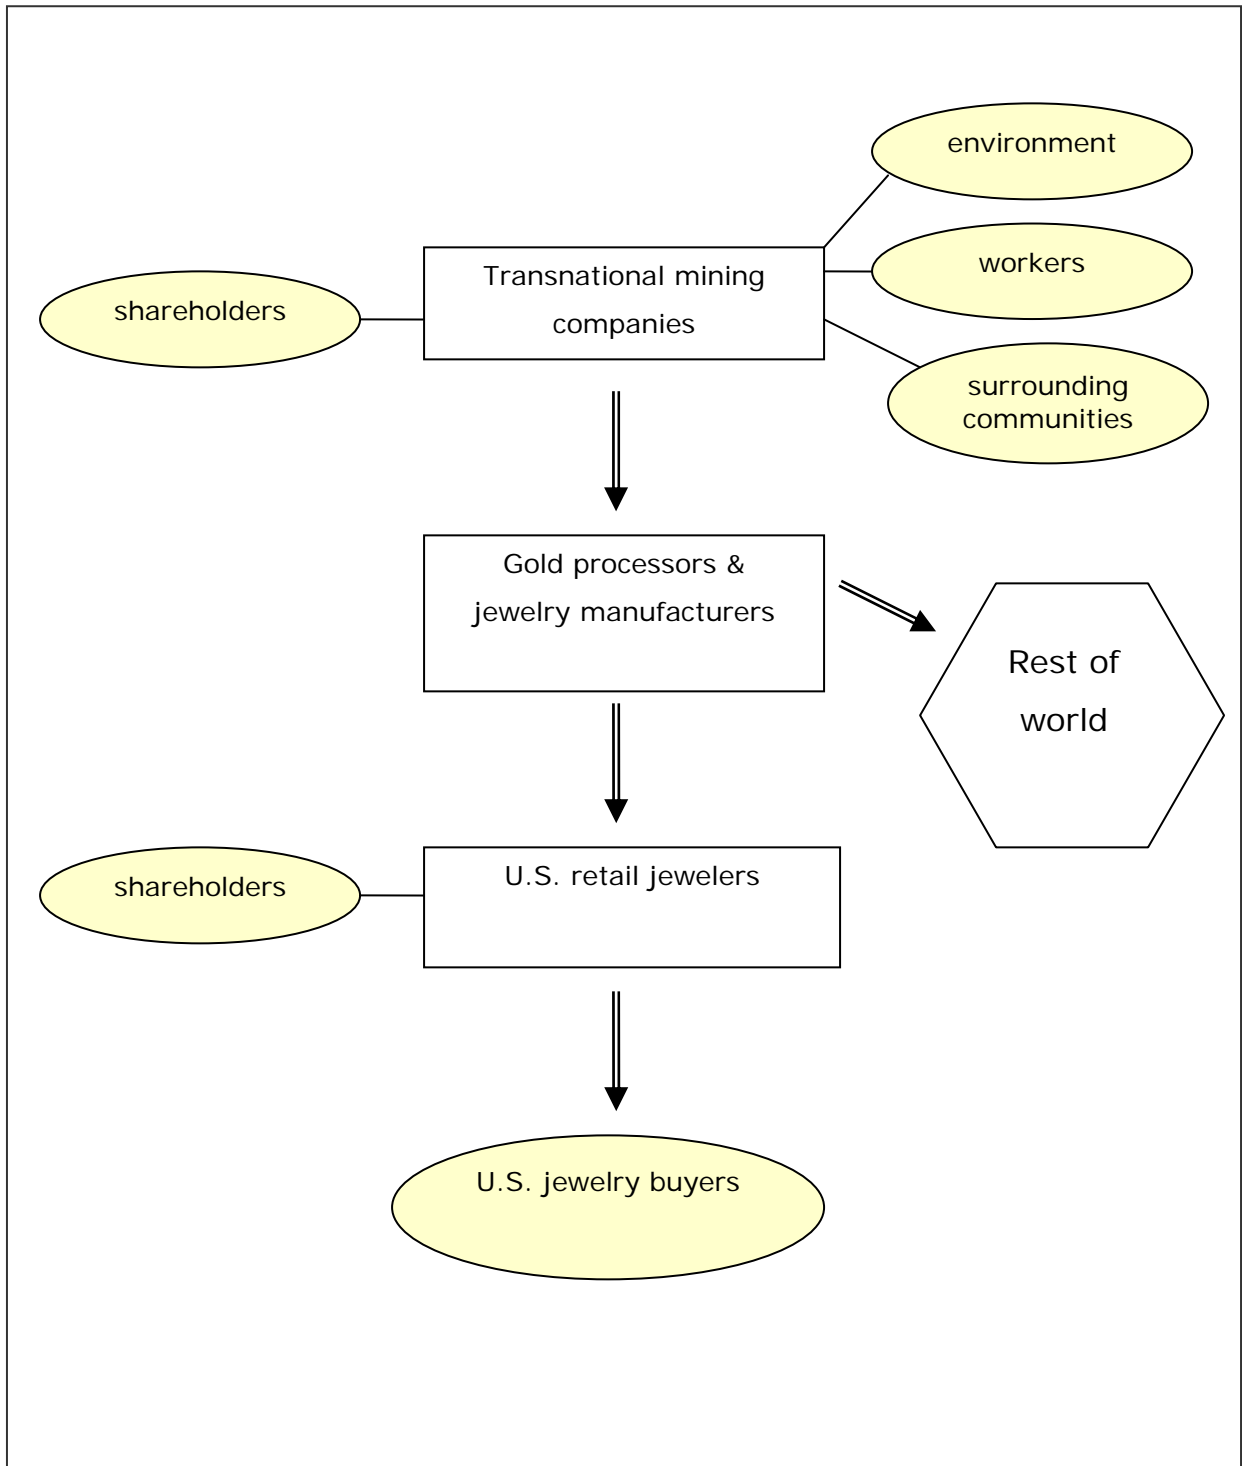 environment
workers
Transnational mining
companies
shareholders
surrounding
communities
Gold processors &
jewelry manufacturers
Rest of
world
shareholders
U.S. retail jewelers
U.S. jewelry buyers